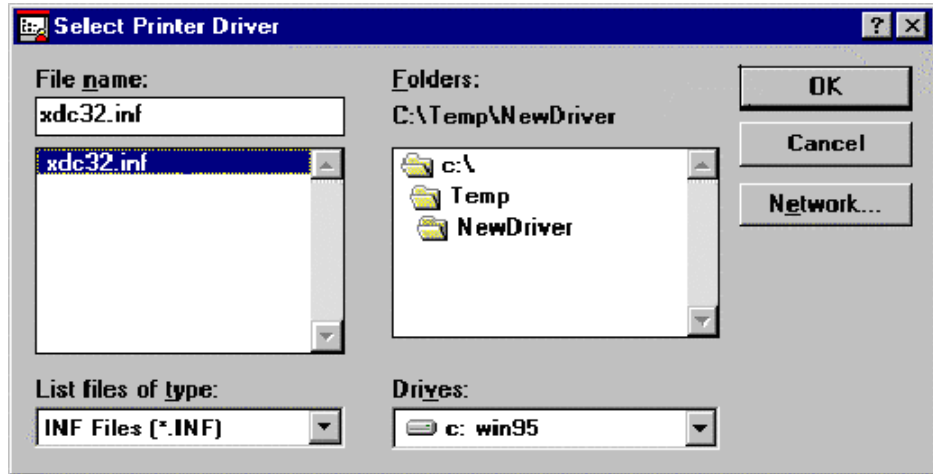 Select Printer Driver
File name:
xdc32.inf
xdc32.inf
List files of type:
INF Files (*.INF)
Folders:
C:\Temp\NewDriver
c:\
Temp
NewDriver
Drives:
c: win95
OK
Cancel
Network...